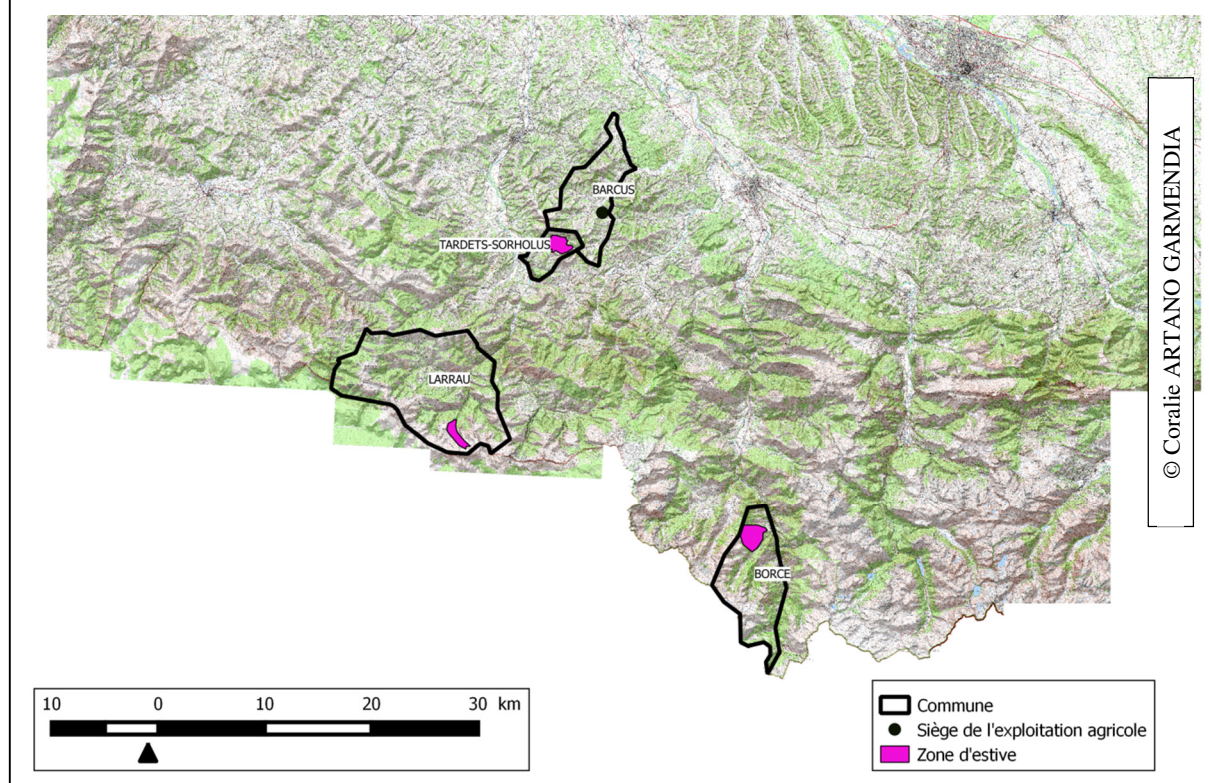 BARCUS
TARDETS-SORHOLUS
LARRAU
BORCE
© Coralie ARTANO GARMENDIA
10 0 10 20 30 km
Commune
Siège de l'exploitation agricole
Zone d'estive